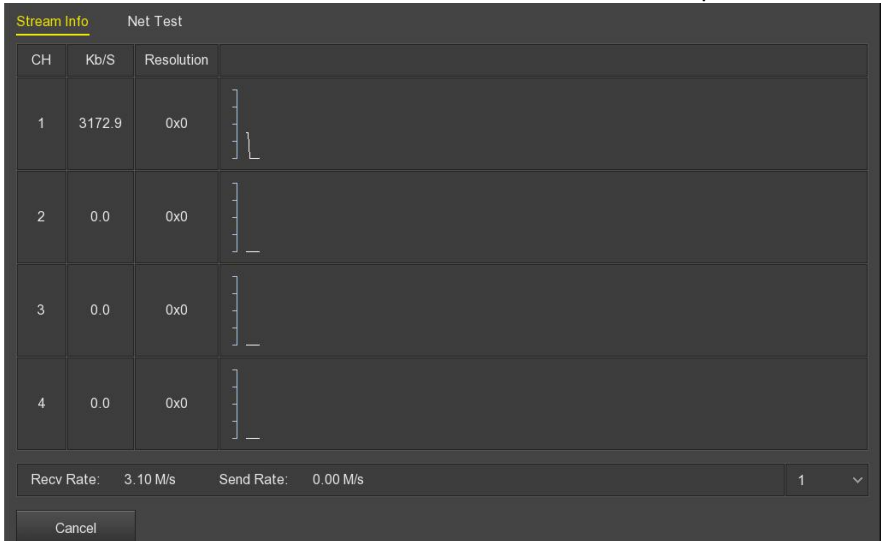 Stream Info Net Test
CH Kb/S Resolution
1 3172.9 0x0
2 0.0 0x0
3 0.0 0x0
4 0.0 0x0
Recv Rate: 3.10 M/s Send Rate: 0.00 M/s 1
Cancel